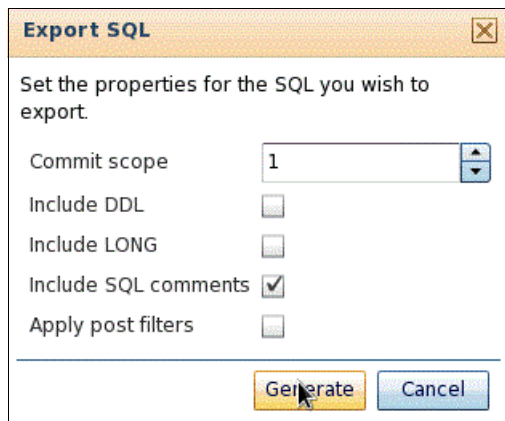 Export SQL
Set the properties for the SQL you wish to
export.
Commit scope 1
Include DDL
Include LONG
Include SQL comments
Apply post filters
Generate Cancel